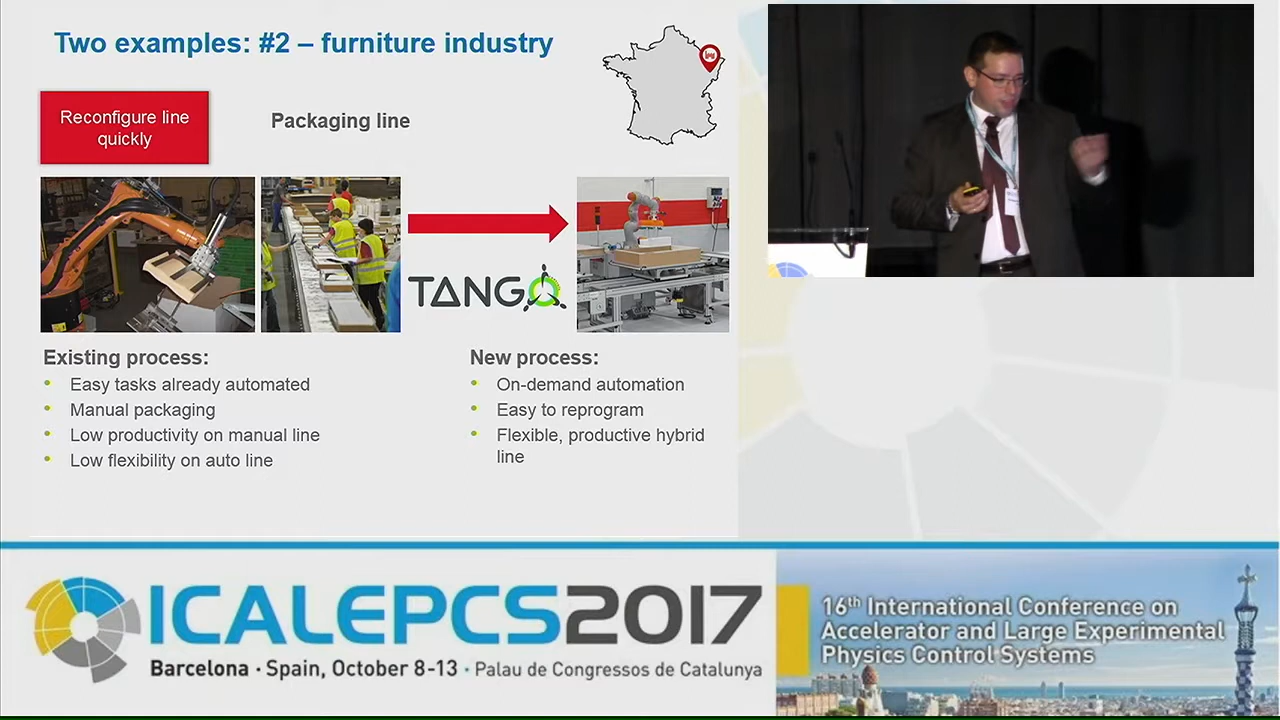 Two examples: #2 – furniture industry
Reconfigure line
quickly
Packaging line
TANGO
Existing process:
• Easy tasks already automated
• Manual packaging
• Low productivity on manual line
• Low flexibility on auto line
New process:
• On-demand automation
• Easy to reprogram
• Flexible, productive hybrid
line
ICALEPCS2017
Barcelona · Spain, October 8-13 · Palau de Congressos de Catalunya
16th International Conference on
Accelerator and Large Experimental
Physics Control Systems